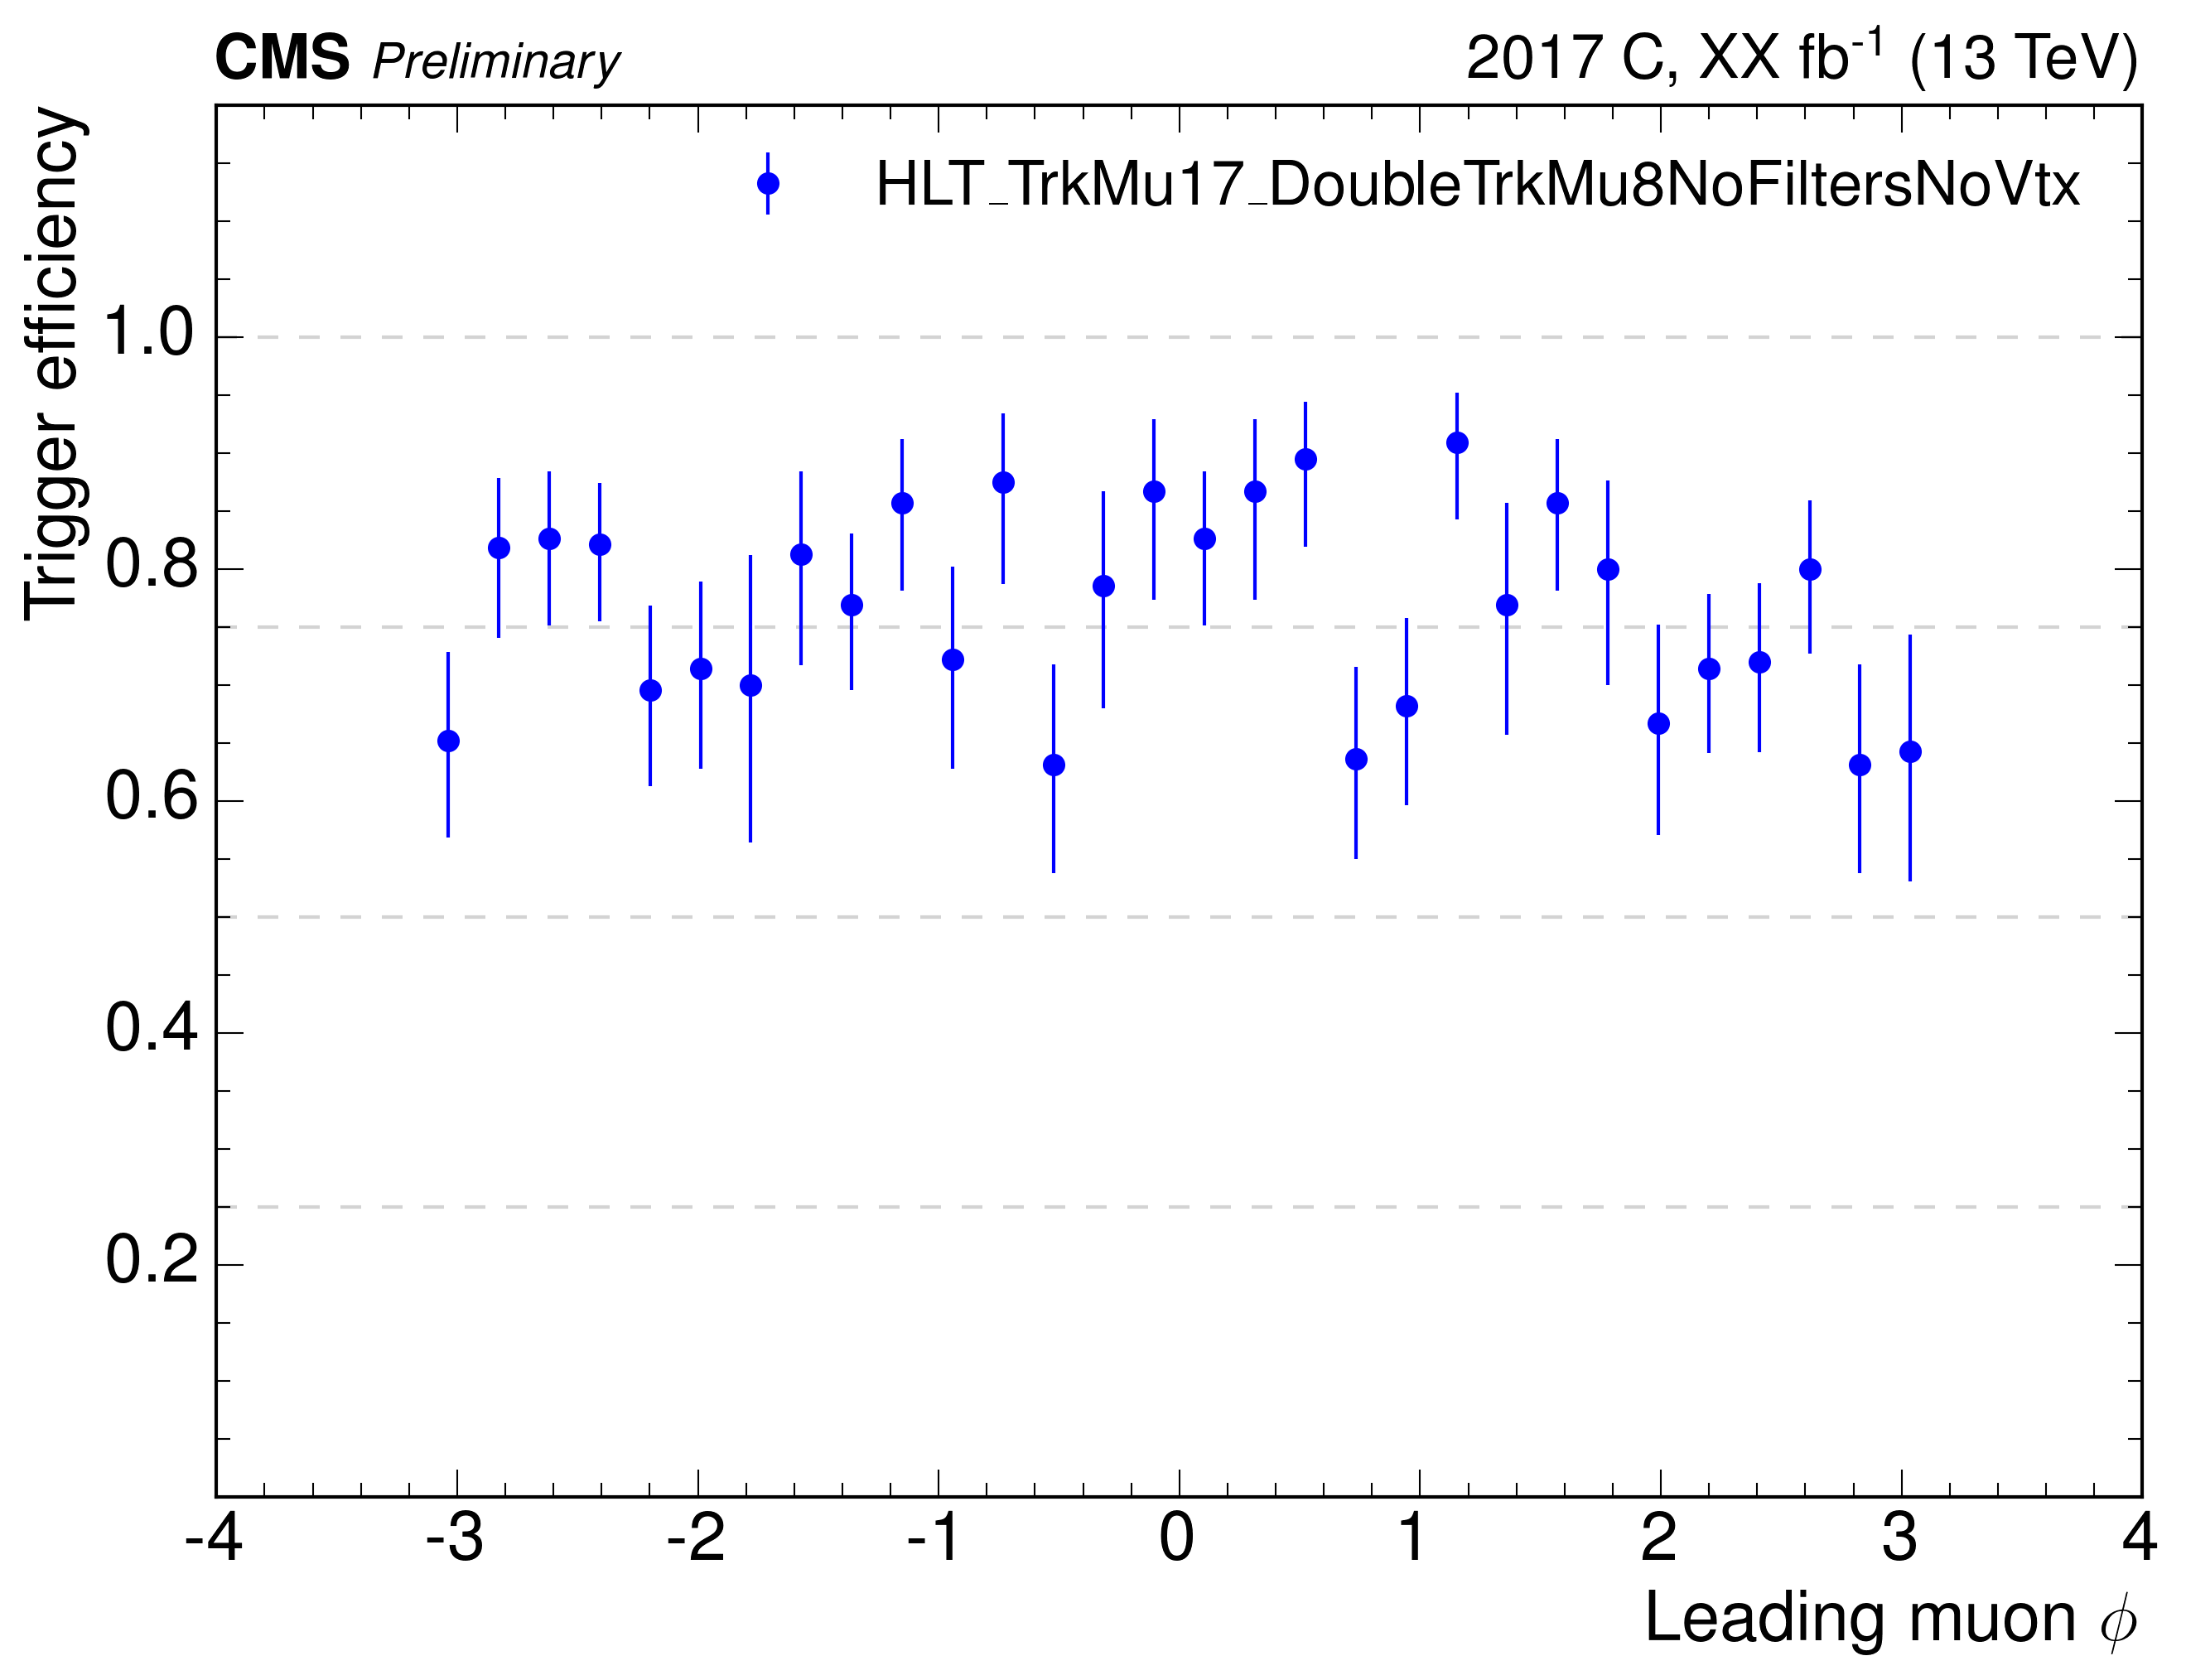 CMS Preliminary 2017 C, XX fb-1 (13 TeV)
HLT_TrkMu17_DoubleTrkMu8NoFiltersNoVtx
Trigger efficiency
1.0
0.8
0.6
0.4
0.2
-4 -3 -2 -1 0 1 2 3 4
Leading muon ϕ